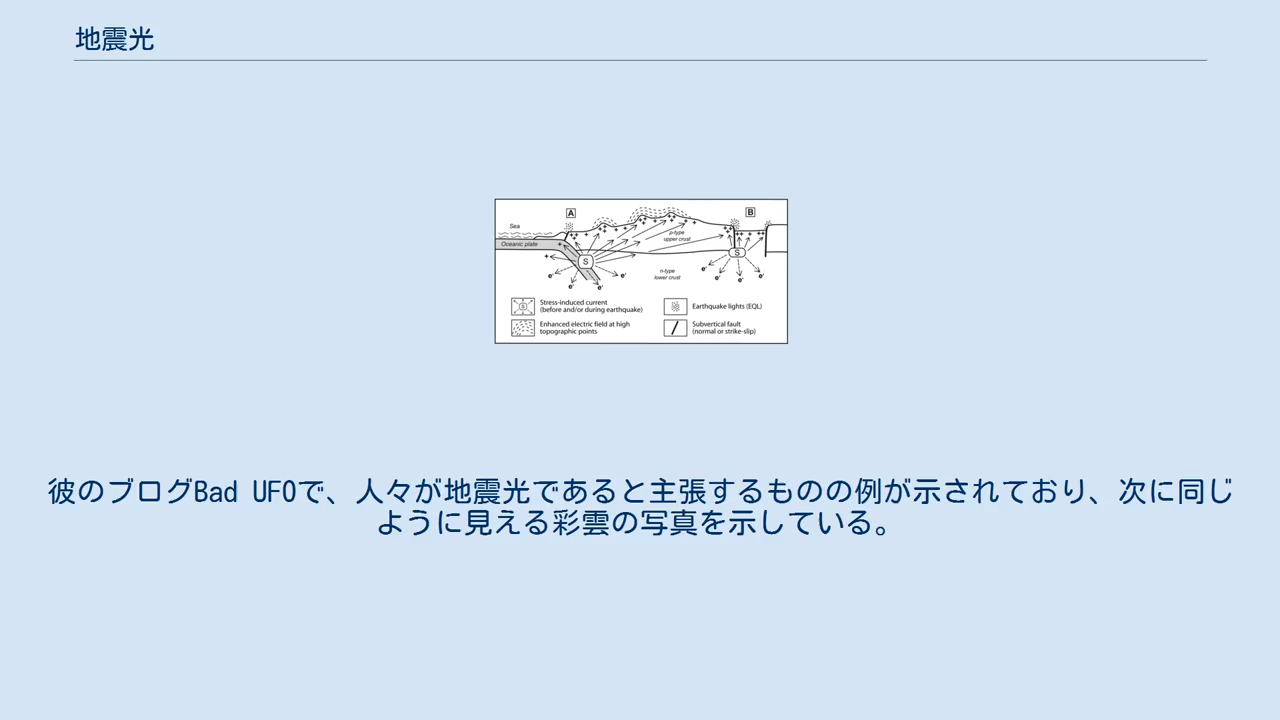 地震光
A
B
Sea
Oceanic plate
p-type
upper crust
S
S
n-type
lower crust
e'
e'
e'
e'
e'
e'
e'
e'
Stress-induced current
(before and/or during earthquake)
Earthquake lights (EQL)
Enhanced electric field at high
topographic points
Subvertical fault
(normal or strike-slip)
彼のブログBad UFOで、人々が地震光であると主張するものの例が示されており、次に同じ
ように見える彩雲の写真を示している。